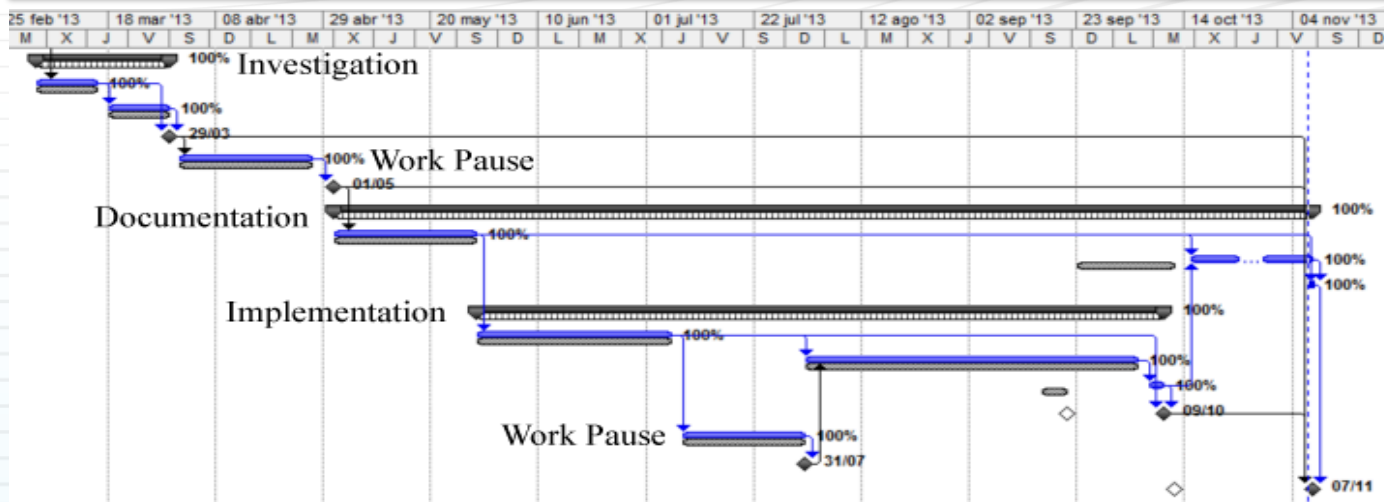 25 feb '13 18 mar '13 08 abr '13 29 abr '13 20 may '13 10 jun '13 01 jul '13 22 jul '13 12 ago '13 02 sep '13 23 sep '13 14 oct '13 04 nov '13
M X J V S D L M X J V S D L M X J V S D L M X J V S D L M X J V S D
100% Investigation
100%
100%
29/03
100% Work Pause
01/05
Documentation 100%
100%
... 100%
100%
Implementation 100%
100%
100%
100%
09/10
Work Pause 100%
31/07
07/11